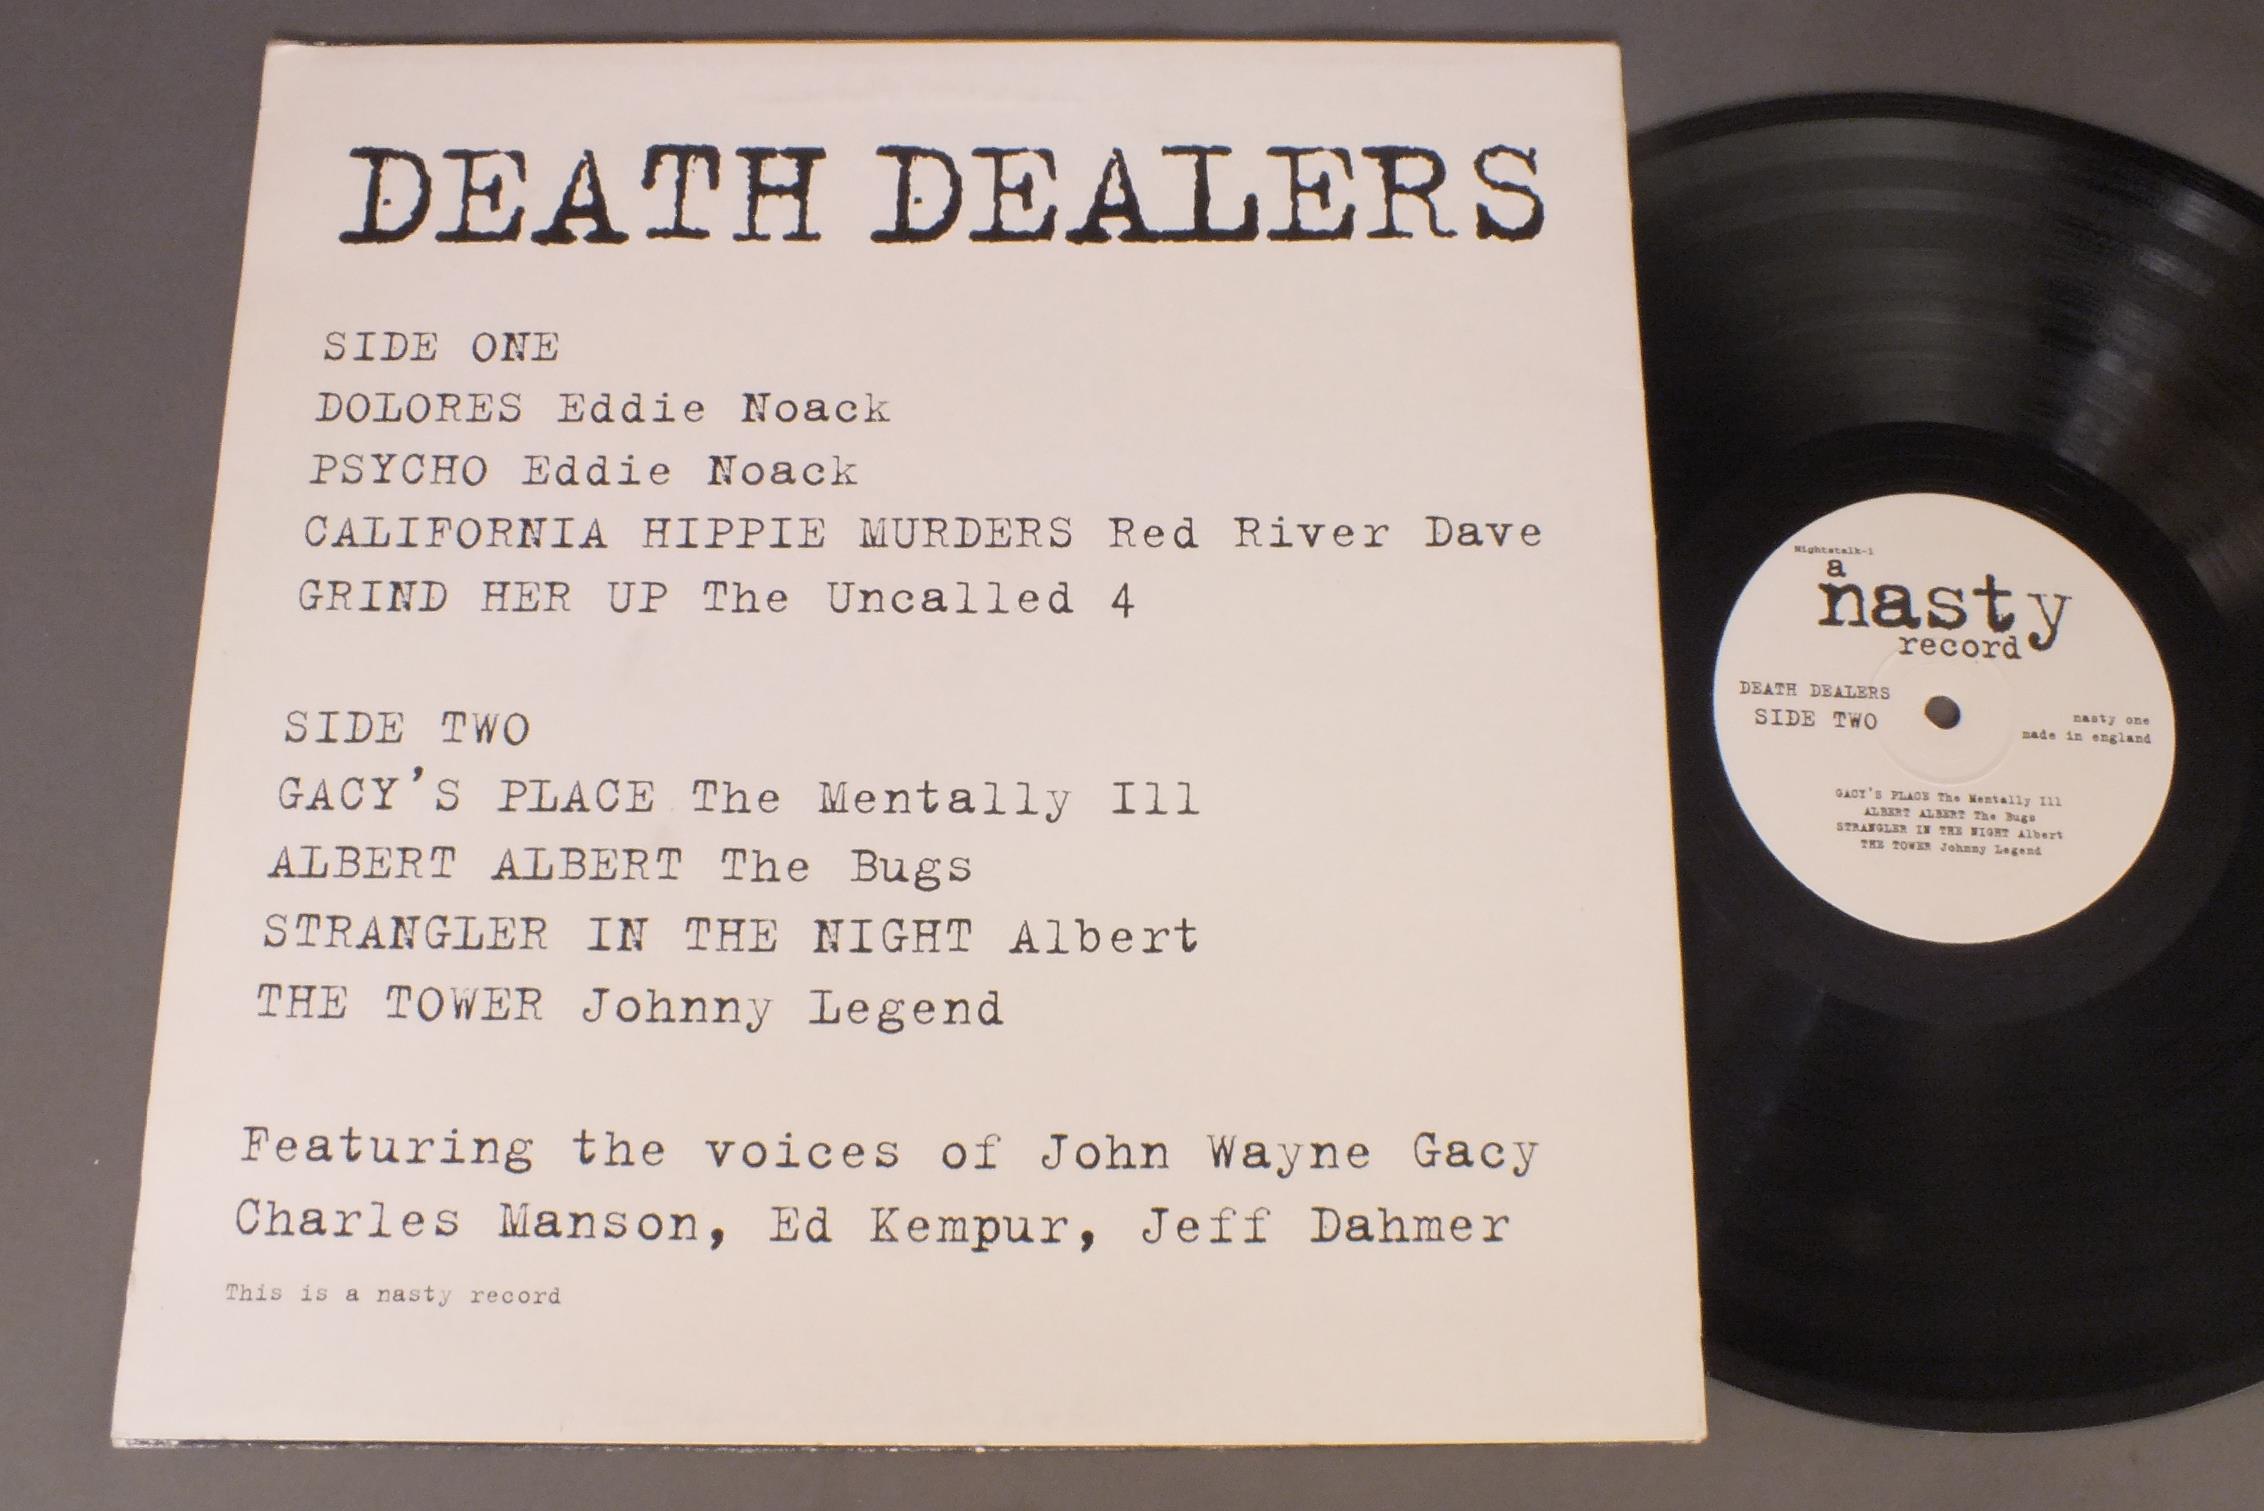 DEATH DEALERS
SIDE ONE
DOLORES Eddie Noack
PSYCHO Eddie Noack
CALIFORNIA HIPPIE MURDERS Red River Dave
GRIND HER UP The Uncalled 4
SIDE TWO
GACY'S PLACE The Mentally Ill
ALBERT ALBERT The Bugs
STRANGLER IN THE NIGHT Albert
THE TOWER Johnny Legend
Featuring the voices of John Wayne Gacy
Charles Manson, Ed Kempur, Jeff Dahmer
This is a nasty record
Nightstalk-1
a
nasty
record
DEATH DEALERS
SIDE TWO
nasty one
made in england
GACY'S PLACE The Mentally Ill
ALBERT ALBERT The Bugs
STRANGLER IN THE NIGHT Albert
THE TOWER Johnny Legend